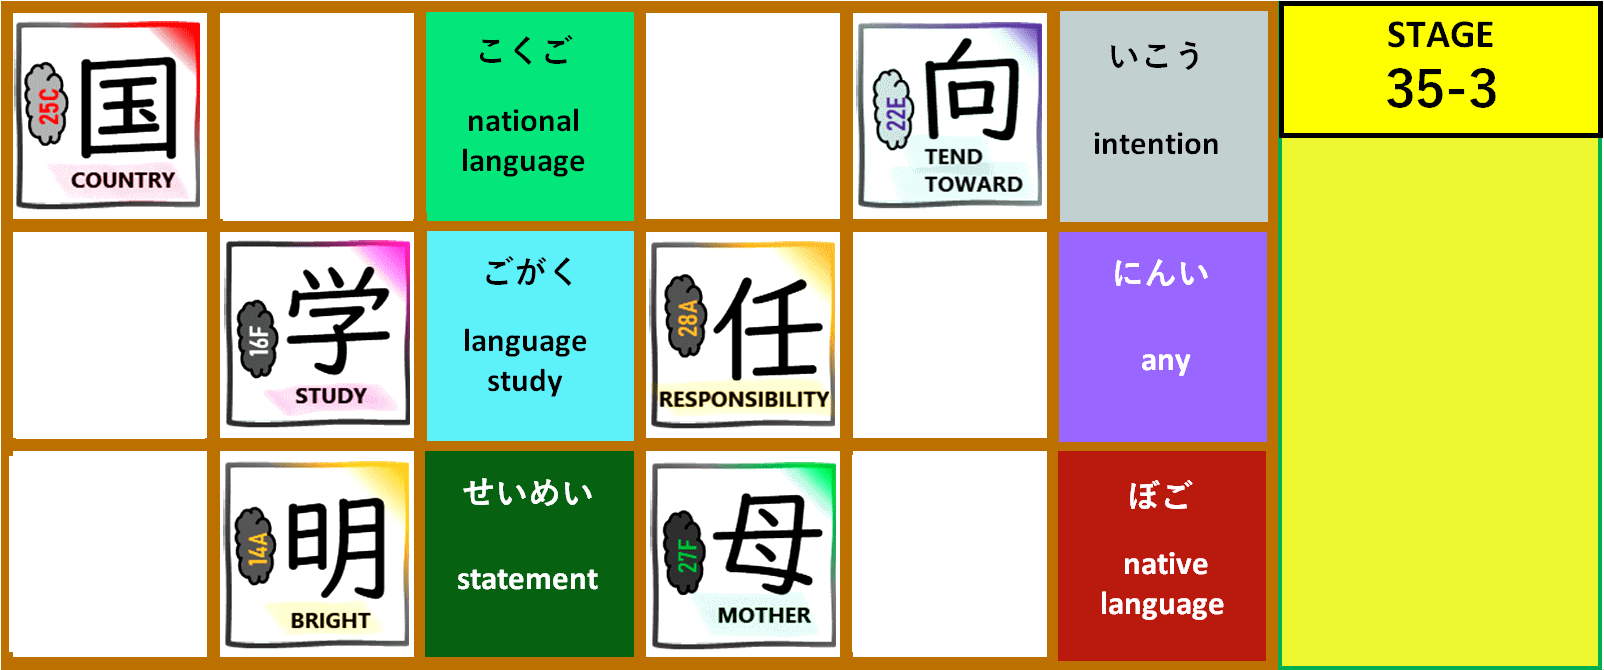 25C
国
COUNTRY
こくご
national
language
22E
向
TEND
TOWARD
いこう
intention
STAGE
35-3
16F
学
STUDY
ごがく
language
study
28A
任
RESPONSIBILITY
にんい
any
14A
明
BRIGHT
せいめい
statement
27F
母
MOTHER
ぼご
native
language